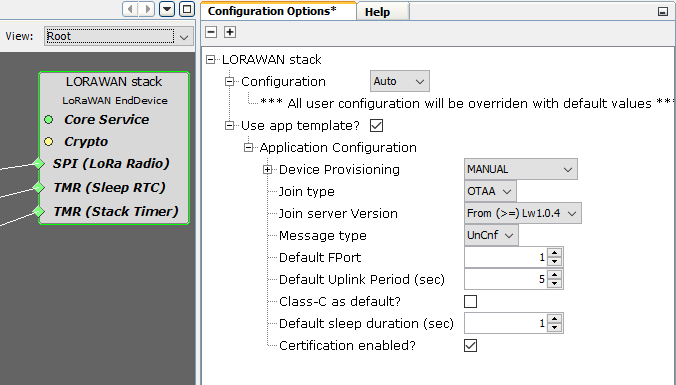 Configuration Options*
Help
View:
Root
LORAWAN stack
LoRaWAN EndDevice
Core Service
Crypto
SPI (LoRa Radio)
TMR (Sleep RTC)
TMR (Stack Timer)
LORAWAN stack
Configuration Auto
*** All user configuration will be overriden with default values **
Use app template?
Application Configuration
Device Provisioning MANUAL
Join type OTAA
Join server Version From (>=) Lw1.0.4
Message type UnCnf
Default FPort 1
Default Uplink Period (sec) 5
Class-C as default?
Default sleep duration (sec) 1
Certification enabled?